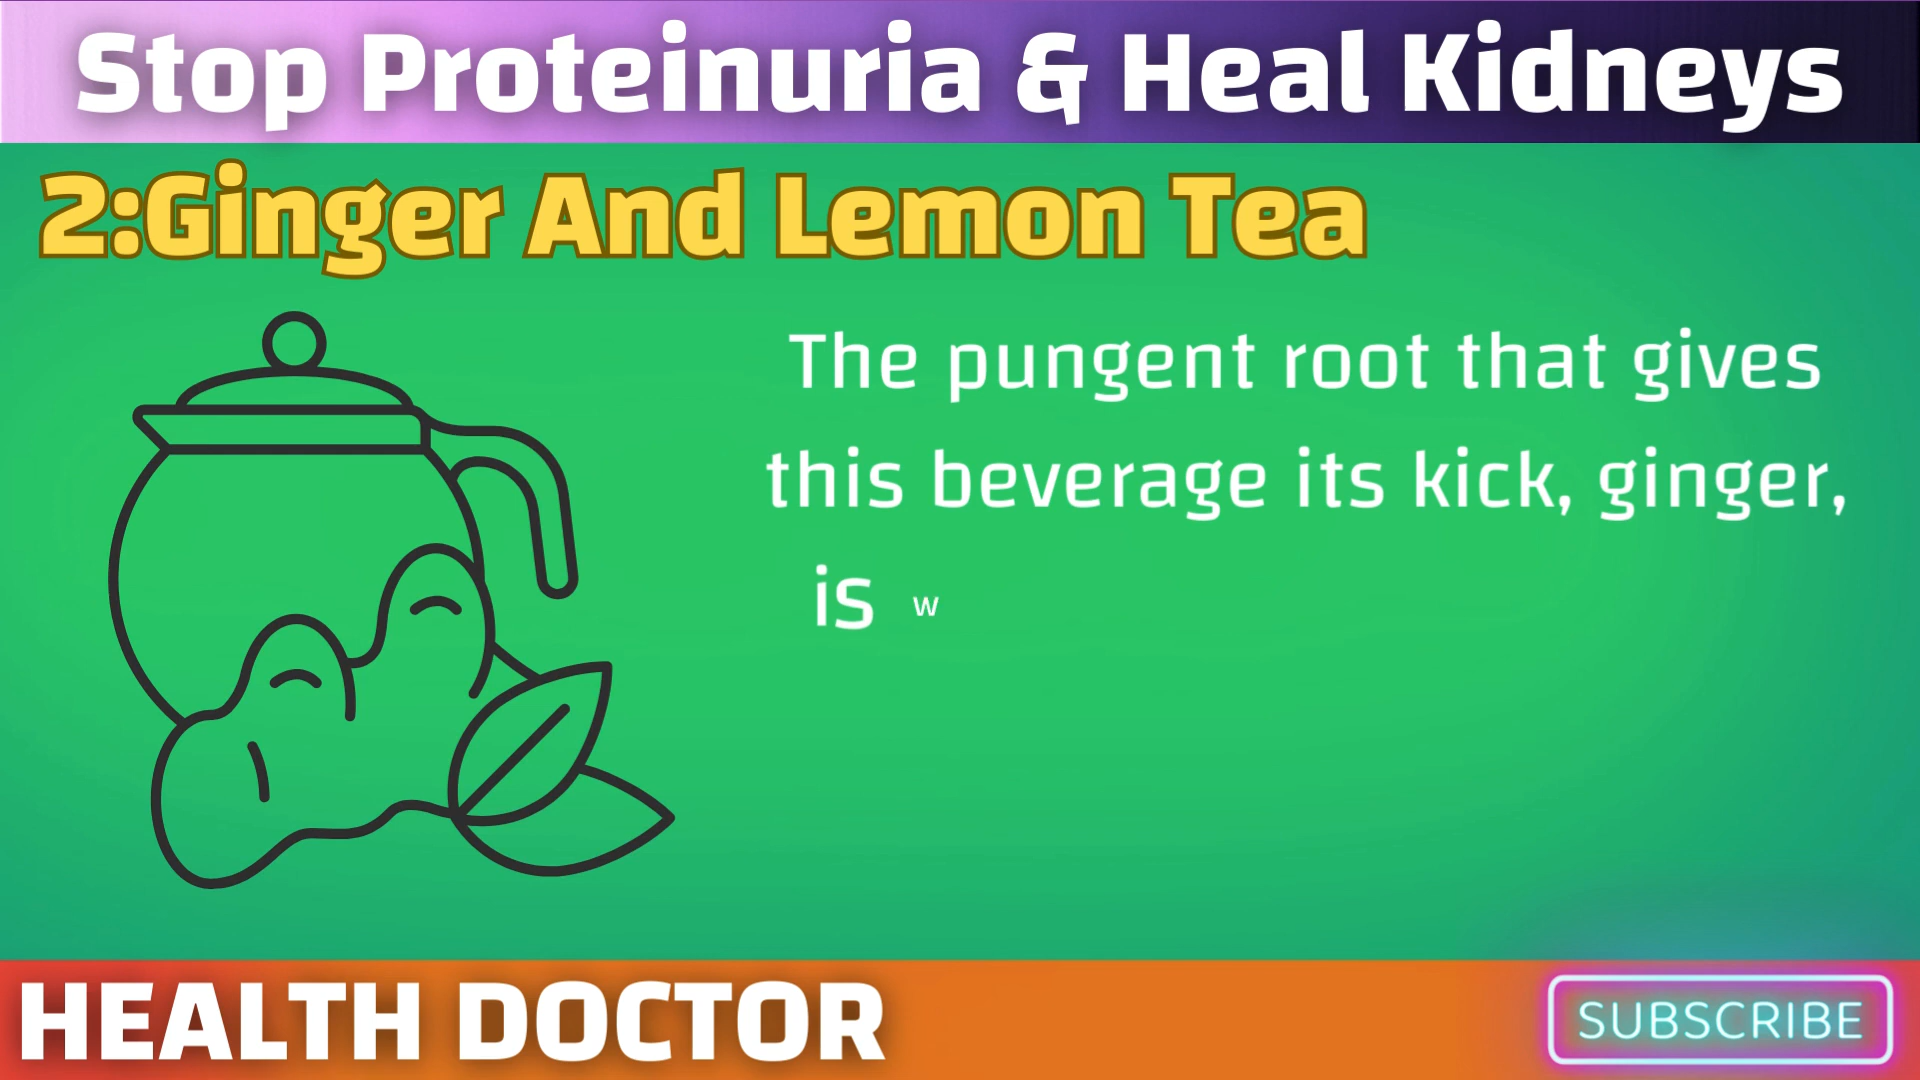 Stop Proteinuria & Heal Kidneys
2:Ginger And Lemon Tea
The pungent root that gives
this beverage its kick, ginger,
is w
HEALTH DOCTOR
SUBSCRIBE